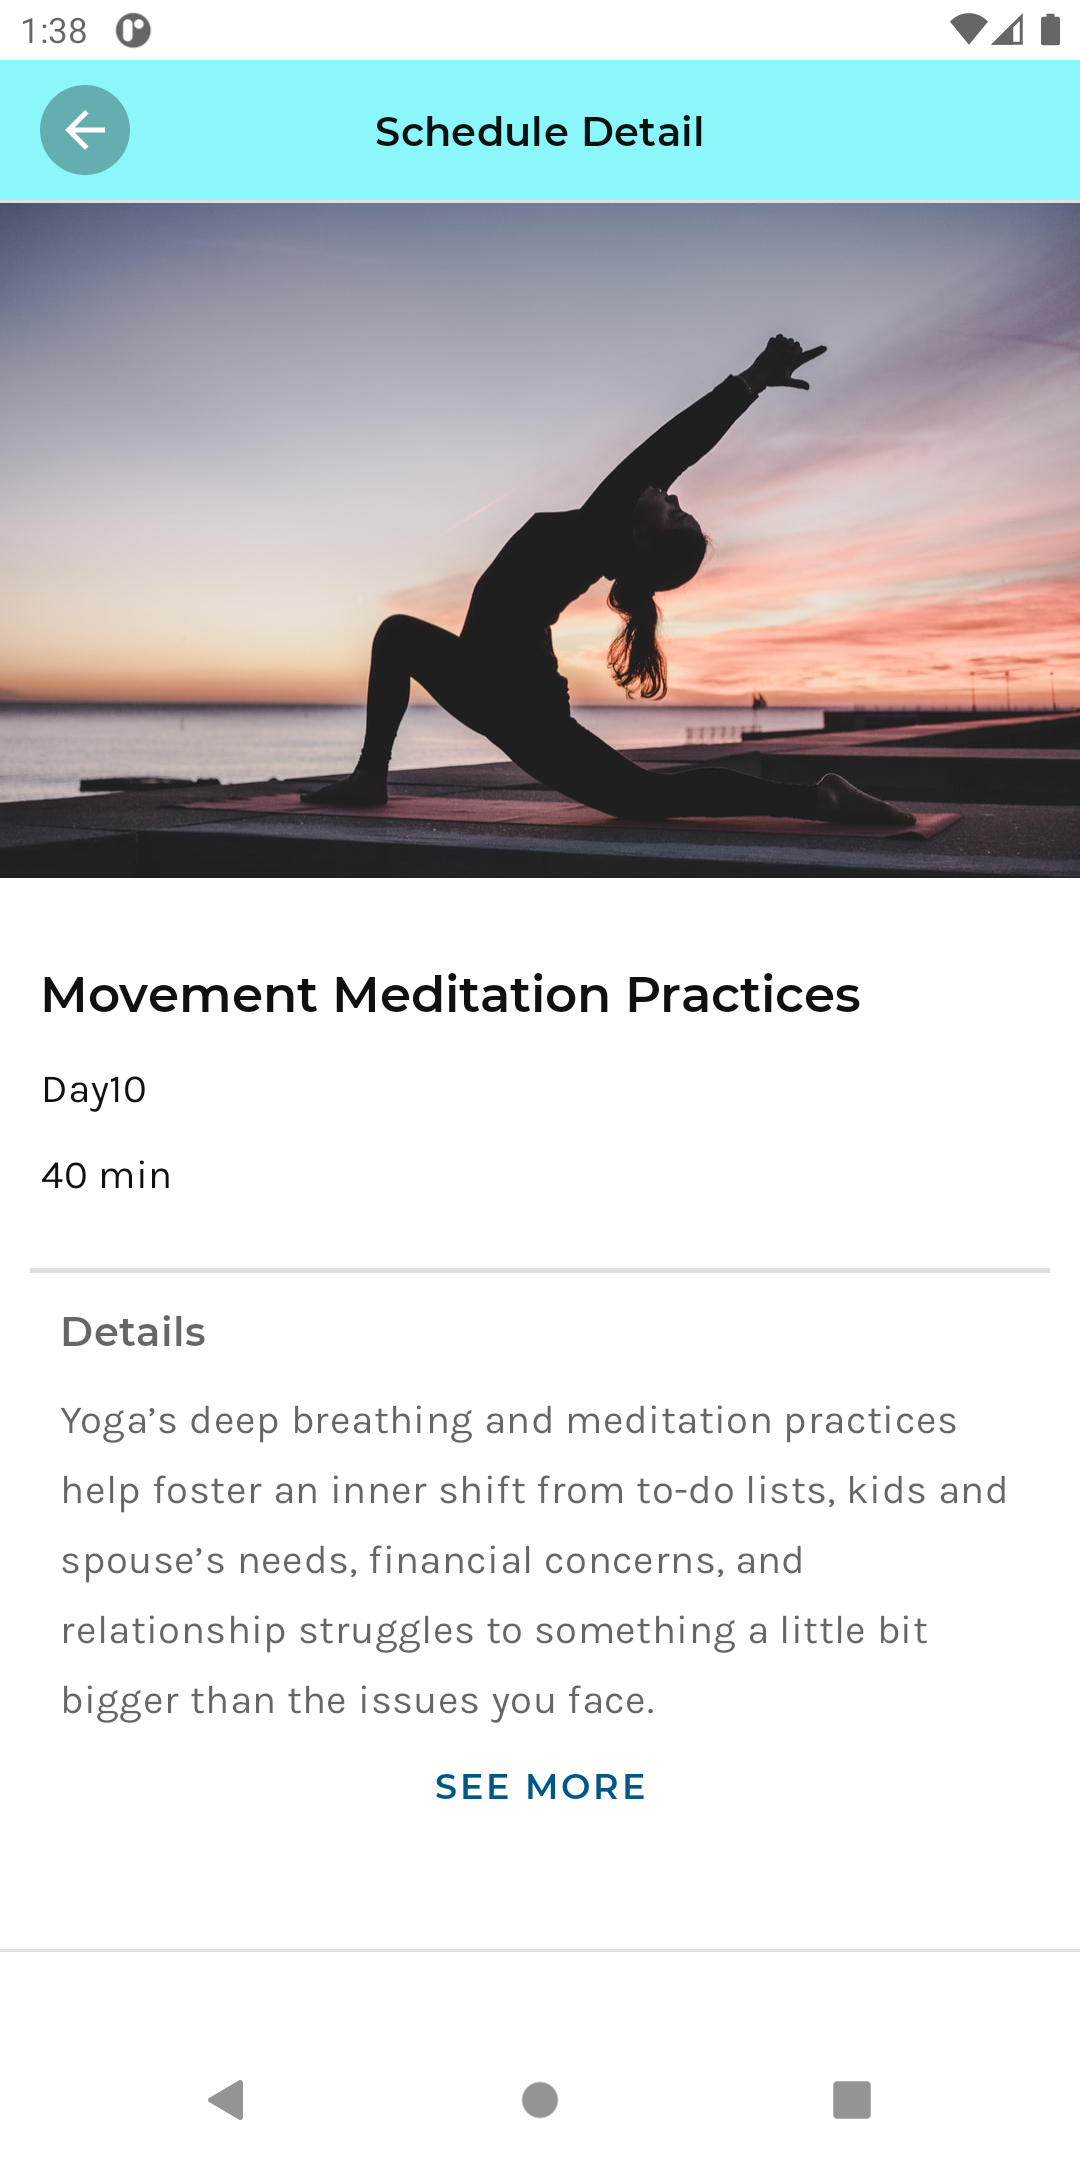 1:38
Schedule Detail
Movement Meditation Practices
Day10
40 min
Details
Yoga’s deep breathing and meditation practices
help foster an inner shift from to-do lists, kids and
spouse’s needs, financial concerns, and
relationship struggles to something a little bit
bigger than the issues you face.
SEE MORE